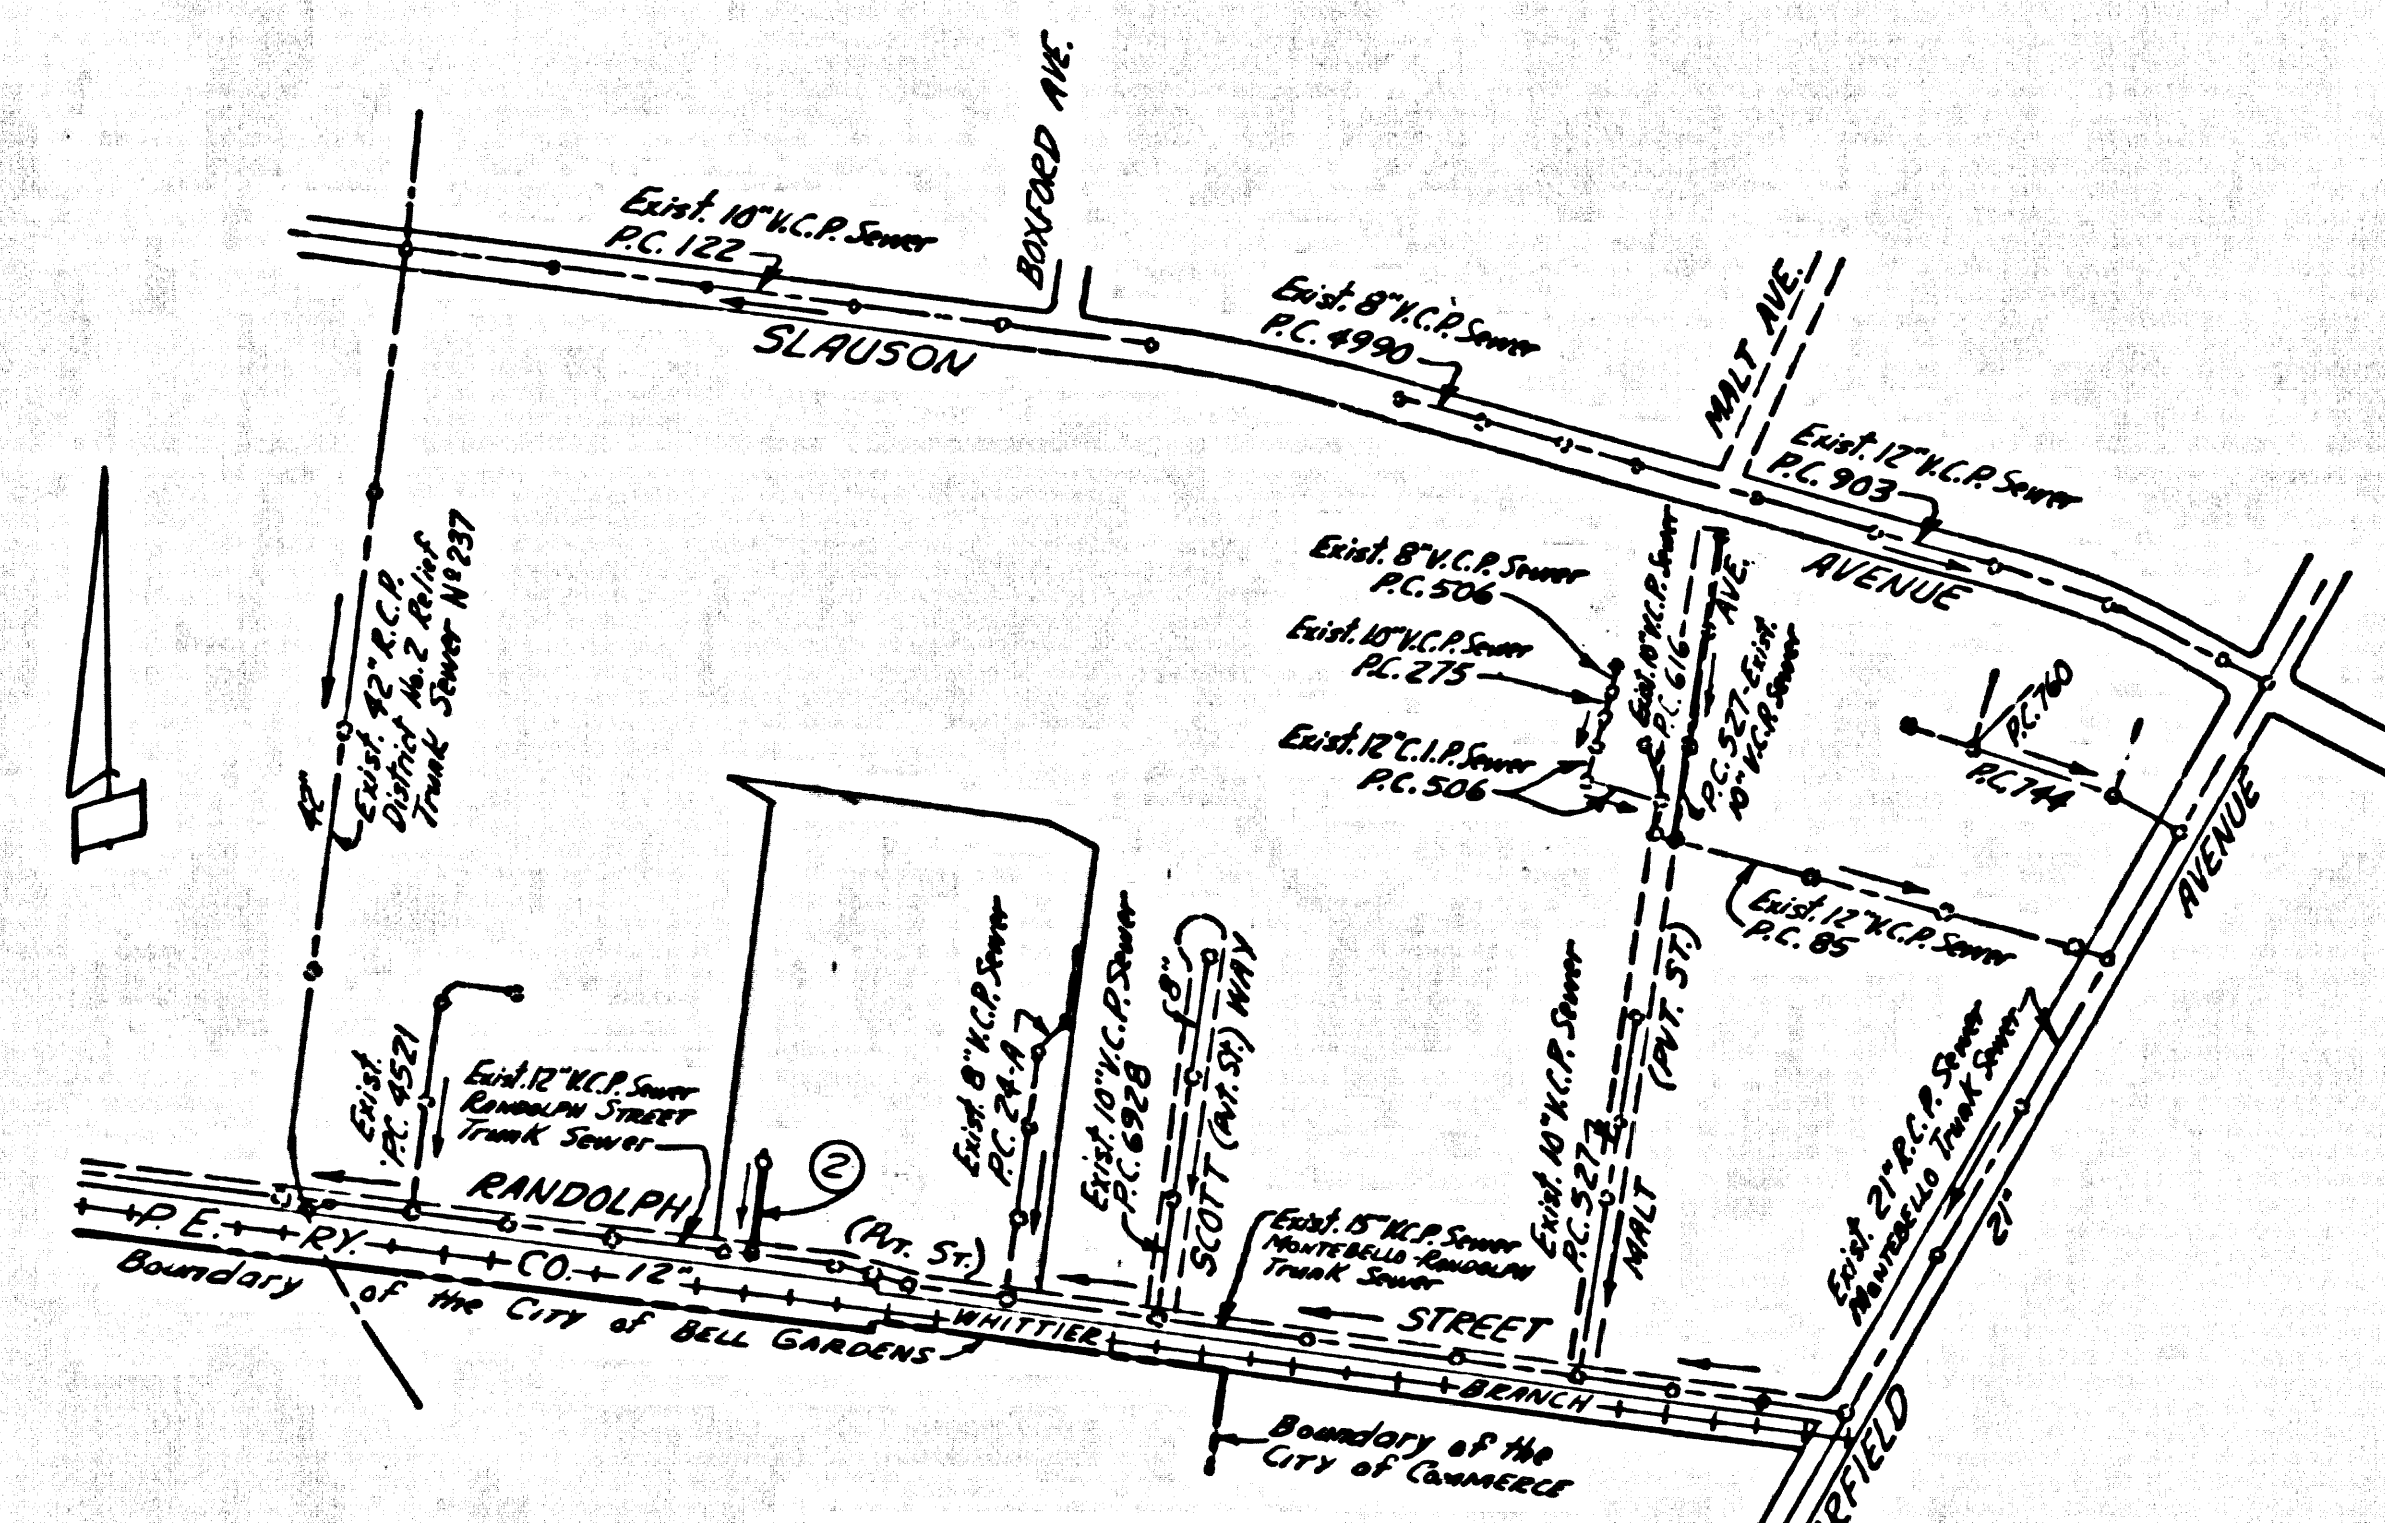 BOXFORD AVE.
Exist. 10" V.C.P. Sewer
P.C. 122
SLAUSON
Exist. 8" V.C.P. Sewer
P.C. 4990
MALT AVE.
Exist. 12" V.C.P. Sewer
P.C. 903
AVENUE
Exist. 42" R.C.P.
District No. 2 Relief
Trunk Sewer Nº 237
42"
Exist. 8" V.C.P. Sewer
P.C. 506
Exist. 10" V.C.P. Sewer
P.C. 275
Exist. 12" C.I.P. Sewer
P.C. 506
Exist. 10" V.C.P. Sewer
P.C. 616
AVE.
P.C. 527-Exist.
10" V.C.P. Sewer
P.C. 760
P.C. 744
AVENUE
Exist. 12" V.C.P. Sewer
P.C. 85
Exist.
P.C. 4521
Exist. 12" V.C.P. Sewer
RANDOLPH STREET
Trunk Sewer
2
Exist. 8" V.C.P. Sewer
P.C. 24-A
Exist. 10" V.C.P. Sewer
P.C. 6928
8"
SCOTT (PVT. ST.) WAY
Exist. 10" V.C.P. Sewer
P.C. 527
MALT
(PVT. ST.)
Exist. 21" R.C.P. Sewer
MONTEBELLO Trunk Sewer
21"
RANDOLPH
(PVT. ST.)
Exist. 15" V.C.P. Sewer
MONTEBELLO-RANDOLPH
Trunk Sewer
STREET
P. E. RY. CO. 12" WHITTIER BRANCH
Boundary of the CITY of BELL GARDENS
Boundary of the
CITY of COMMERCE
RFIELD